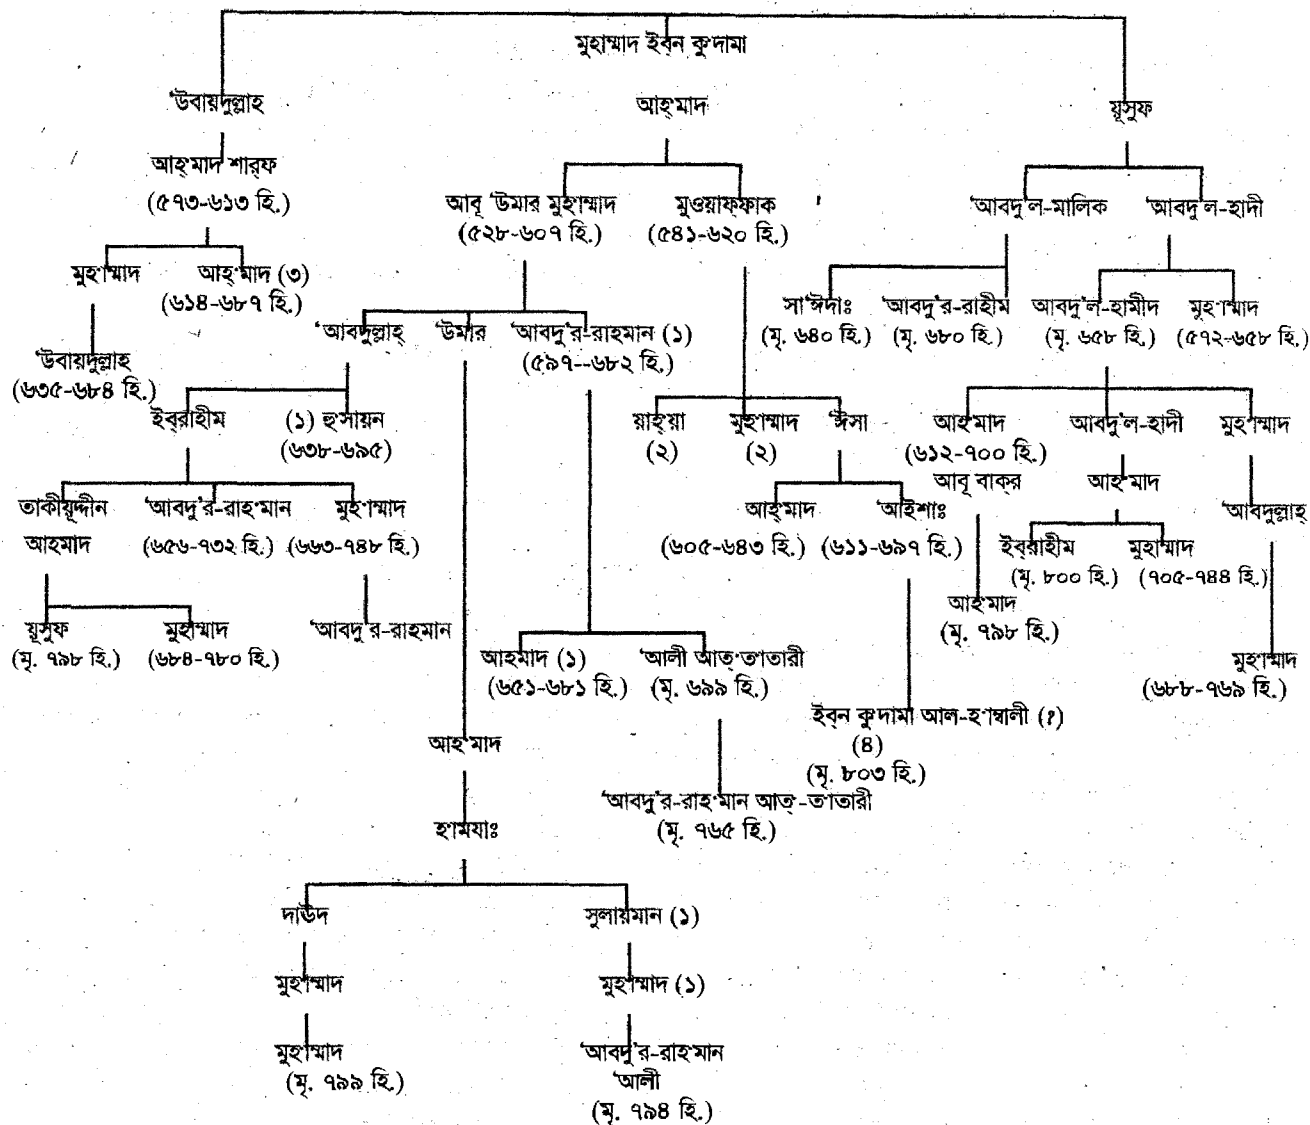 মুহাম্মাদ ইব্‌ন কু'দামা
'উবায়দুল্লাহ
আহ'মাদ
য়ূসুফ
আহ'মাদ শার্‌ফ
(৫৭৩-৬১৩ হি.)
আবূ 'উমার মুহ'াম্মাদ
(৫২৮-৬০৭ হি.)
মুওয়াফ্‌ফাক
(৫৪১-৬২০ হি.)
'আবদু'ল-মালিক
'আবদু'ল-হাদী
মুহ'াম্মাদ
আহ'মাদ (৩)
(৬১৪-৬৮৭ হি.)
সা'ঈদাঃ
(মৃ. ৬৪০ হি.)
'আবদু'র-রাহীম
(মৃ. ৬৮০ হি.)
আবদু'ল-হামীদ
(মৃ. ৬৫৮ হি.)
মুহ'াম্মাদ
(৫৭২-৬৫৮ হি.)
'আবদুল্লাহ্
'উমার
'আবদু'র-রাহমান (১)
(৫৯৭--৬৮২ হি.)
'উবায়দুল্লাহ
(৬৩৫-৬৮৪ হি.)
ইব্‌রাহীম
(১) হু'সায়ন
(৬৩৮-৬৯৫)
য়াহ'য়া
(২)
মুহ'াম্মাদ
(২)
'ঈসা
আহ'মাদ
(৬১২-৭০০ হি.)
আবূ বাক্‌র
আবদু'ল-হাদী
মুহ'াম্মাদ
আহ'মাদ
তাকীয়ূদ্দীন
আহমাদ
'আবদু'র-রাহ'মান
(৬৫৬-৭৩২ হি.)
মুহ'াম্মাদ
(৬৬৩-৭৪৮ হি.)
আহ'মাদ
(৬০৫-৬৪৩ হি.)
'আইশাঃ
(৬১১-৬৯৭ হি.)
'আবদুল্লাহ্
ইব্‌রাহীম
(মৃ. ৮০০ হি.)
মুহাম্মাদ
(৭০৫-৭৪৪ হি.)
য়ূসুফ
(মৃ. ৭৯৮ হি.)
মুহাম্মাদ
(৬৮৪-৭৮০ হি.)
'আবদু'র-রাহমান
আহ'মাদ
(মৃ. ৭৯৮ হি.)
আহমাদ (১)
(৬৫১-৬৮১ হি.)
'আলী আত্-ত'াতারী
(মৃ. ৬৯৯ হি.)
মুহ'াম্মাদ
(৬৮৮-৭৬৯ হি.)
ইব্‌ন কু'দামা আল-হ'াম্বালী (?)
(৪)
(মৃ. ৮০৩ হি.)
আহ'মাদ
'আবদু'র-রাহ'মান আত্-ত'াতারী
(মৃ. ৭৬৫ হি.)
হ'ামযাঃ
দাউদ
সুলায়মান (১)
মুহ'াম্মাদ
মুহ'াম্মাদ (১)
মুহ'াম্মাদ
(মৃ. ৭৯৯ হি.)
'আবদু'র-রাহ'মান
'আলী
(মৃ. ৭৯৪ হি.)